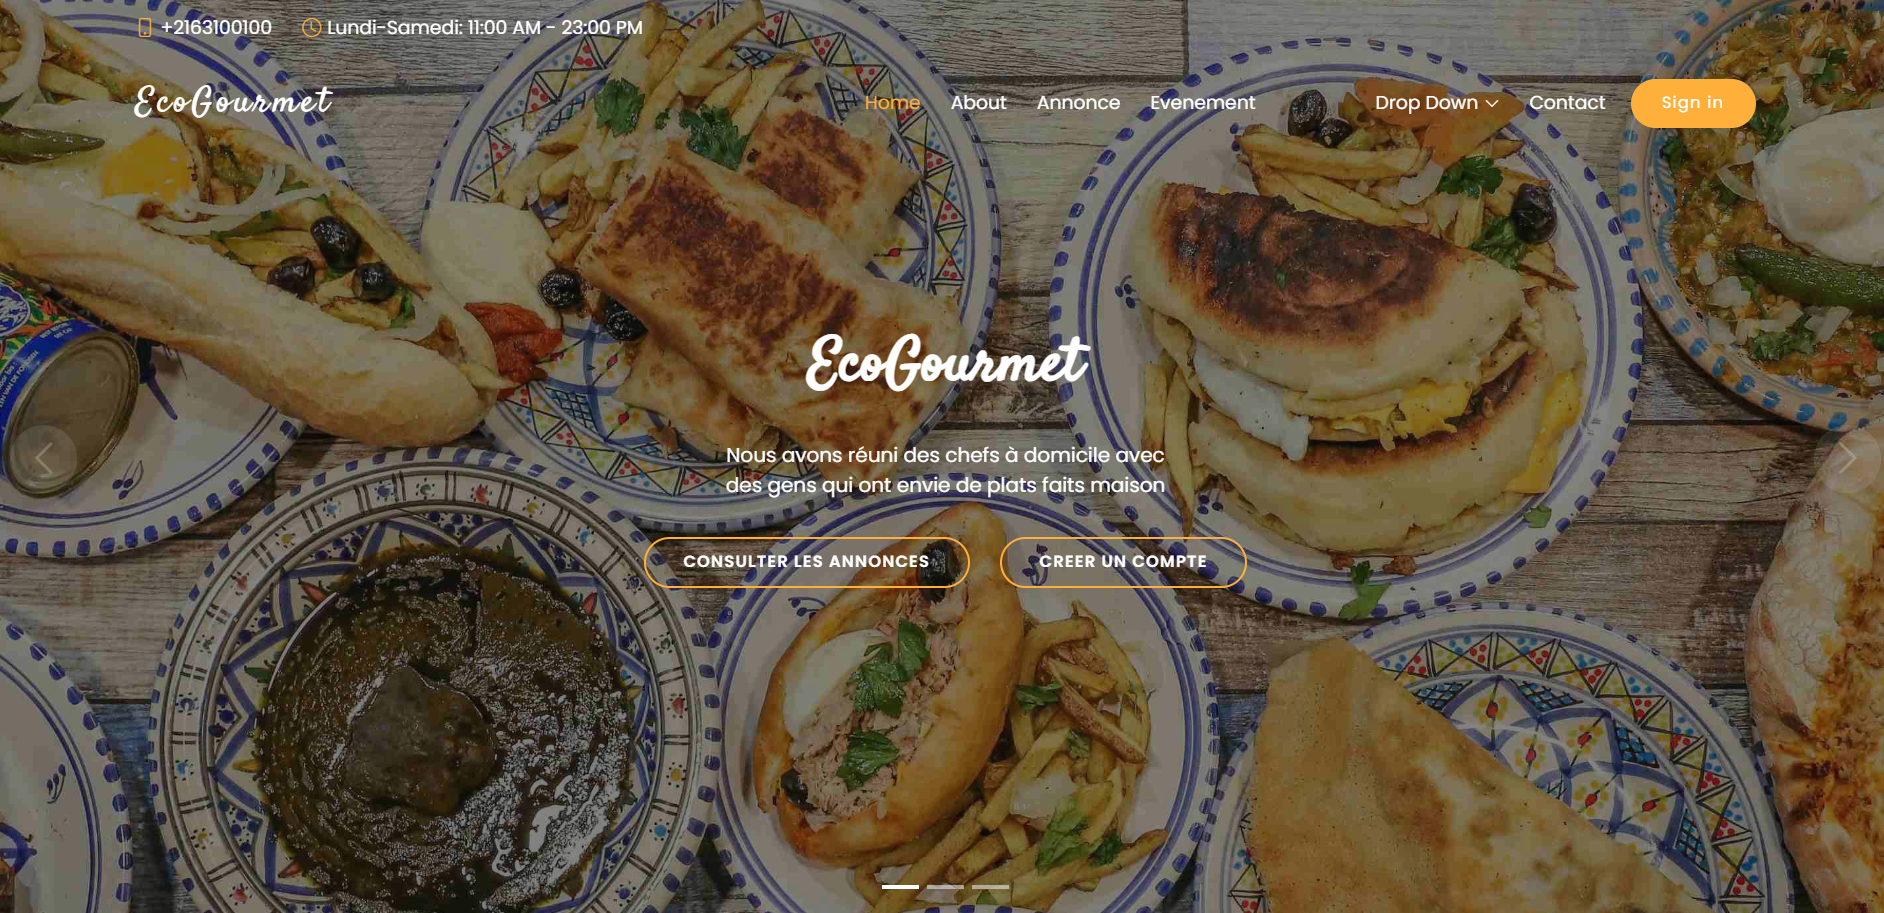 +2163100100 Lundi-Samedi: 11:00 AM - 23:00 PM
EcoGourmet
Home About Annonce Evenement Drop Down Contact Sign in
EcoGourmet
Nous avons réuni des chefs à domicile avec
des gens qui ont envie de plats faits maison
CONSULTER LES ANNONCES CREER UN COMPTE